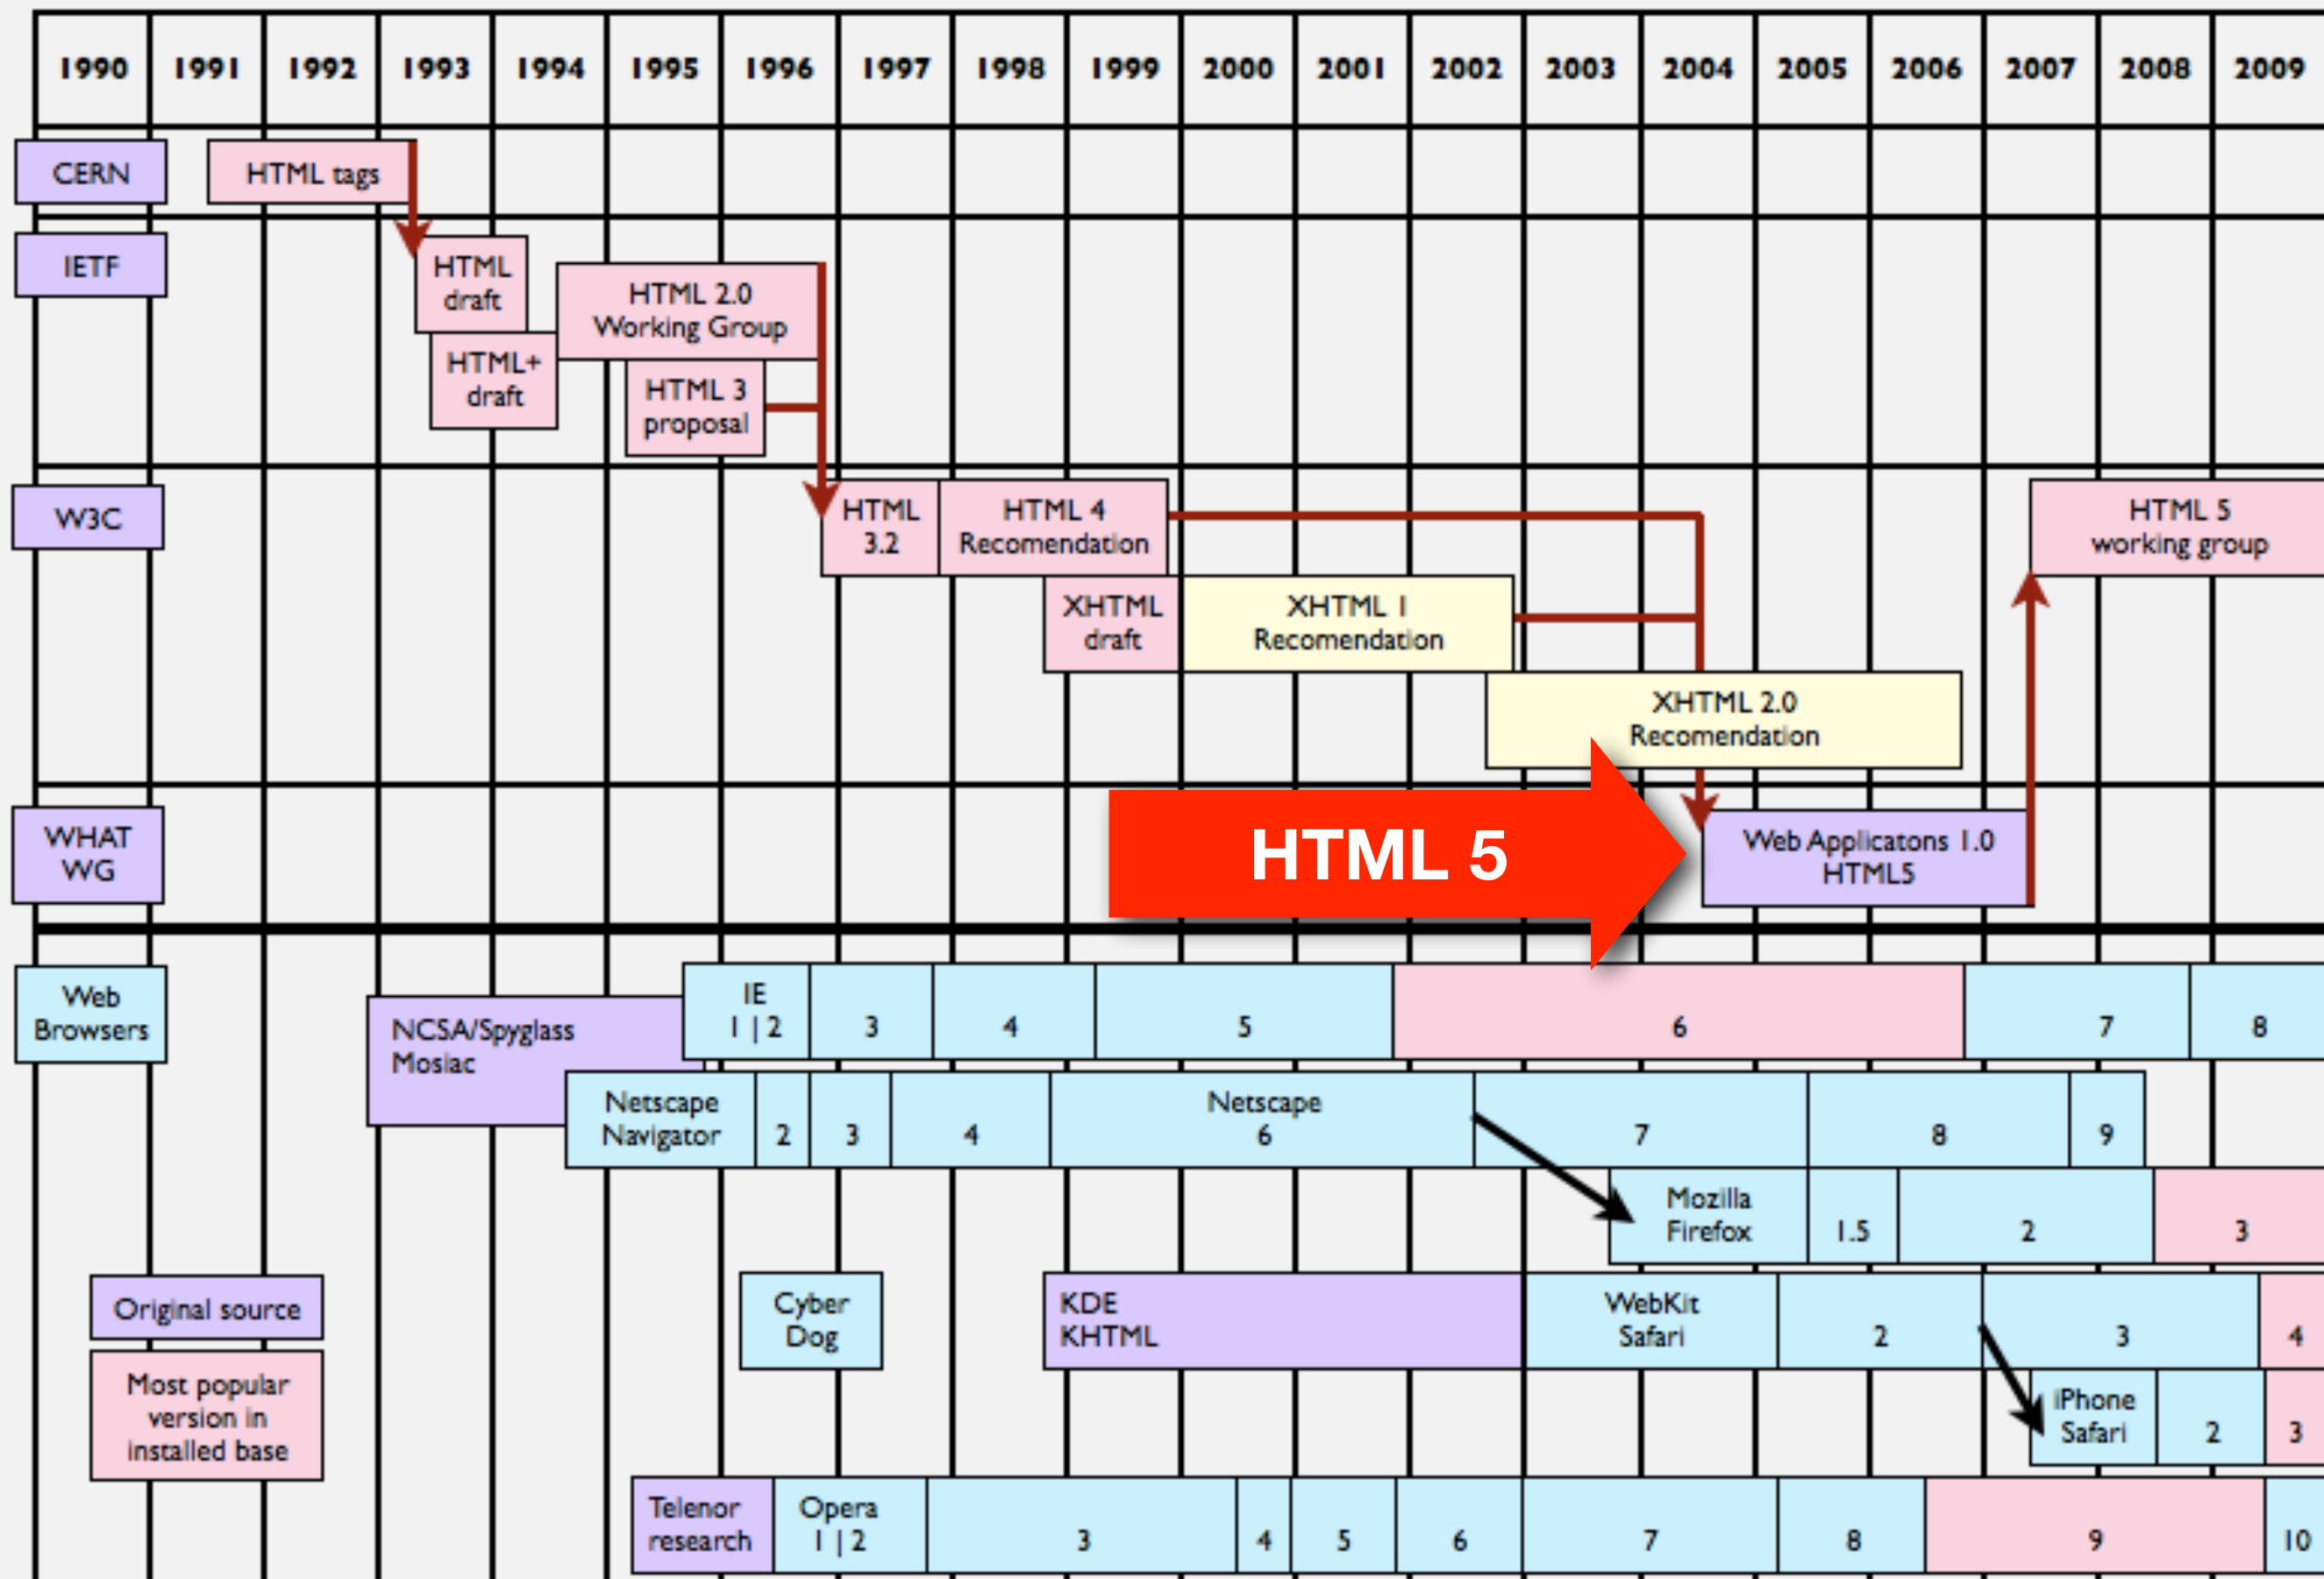 1990 1991 1992 1993 1994 1995 1996 1997 1998 1999 2000 2001 2002 2003 2004 2005 2006 2007 2008 2009
CERN
HTML tags
IETF
HTML
draft
HTML 2.0
Working Group
HTML+
draft
HTML 3
proposal
W3C
HTML
3.2
HTML 4
Recomendation
HTML 5
working group
XHTML
draft
XHTML 1
Recomendation
XHTML 2.0
Recomendation
WHAT
WG
HTML 5
Web Applicatons 1.0
HTML5
Web
Browsers
NCSA/Spyglass
Mosiac
IE
1 | 2
3
4
5
6
7
8
Netscape
Navigator
2
3
4
Netscape
6
7
8
9
Mozilla
Firefox
1.5
2
3
Original source
Most popular
version in
installed base
Cyber
Dog
KDE
KHTML
WebKit
Safari
2
3
4
iPhone
Safari
2
3
Telenor
research
Opera
1 | 2
3
4
5
6
7
8
9
10